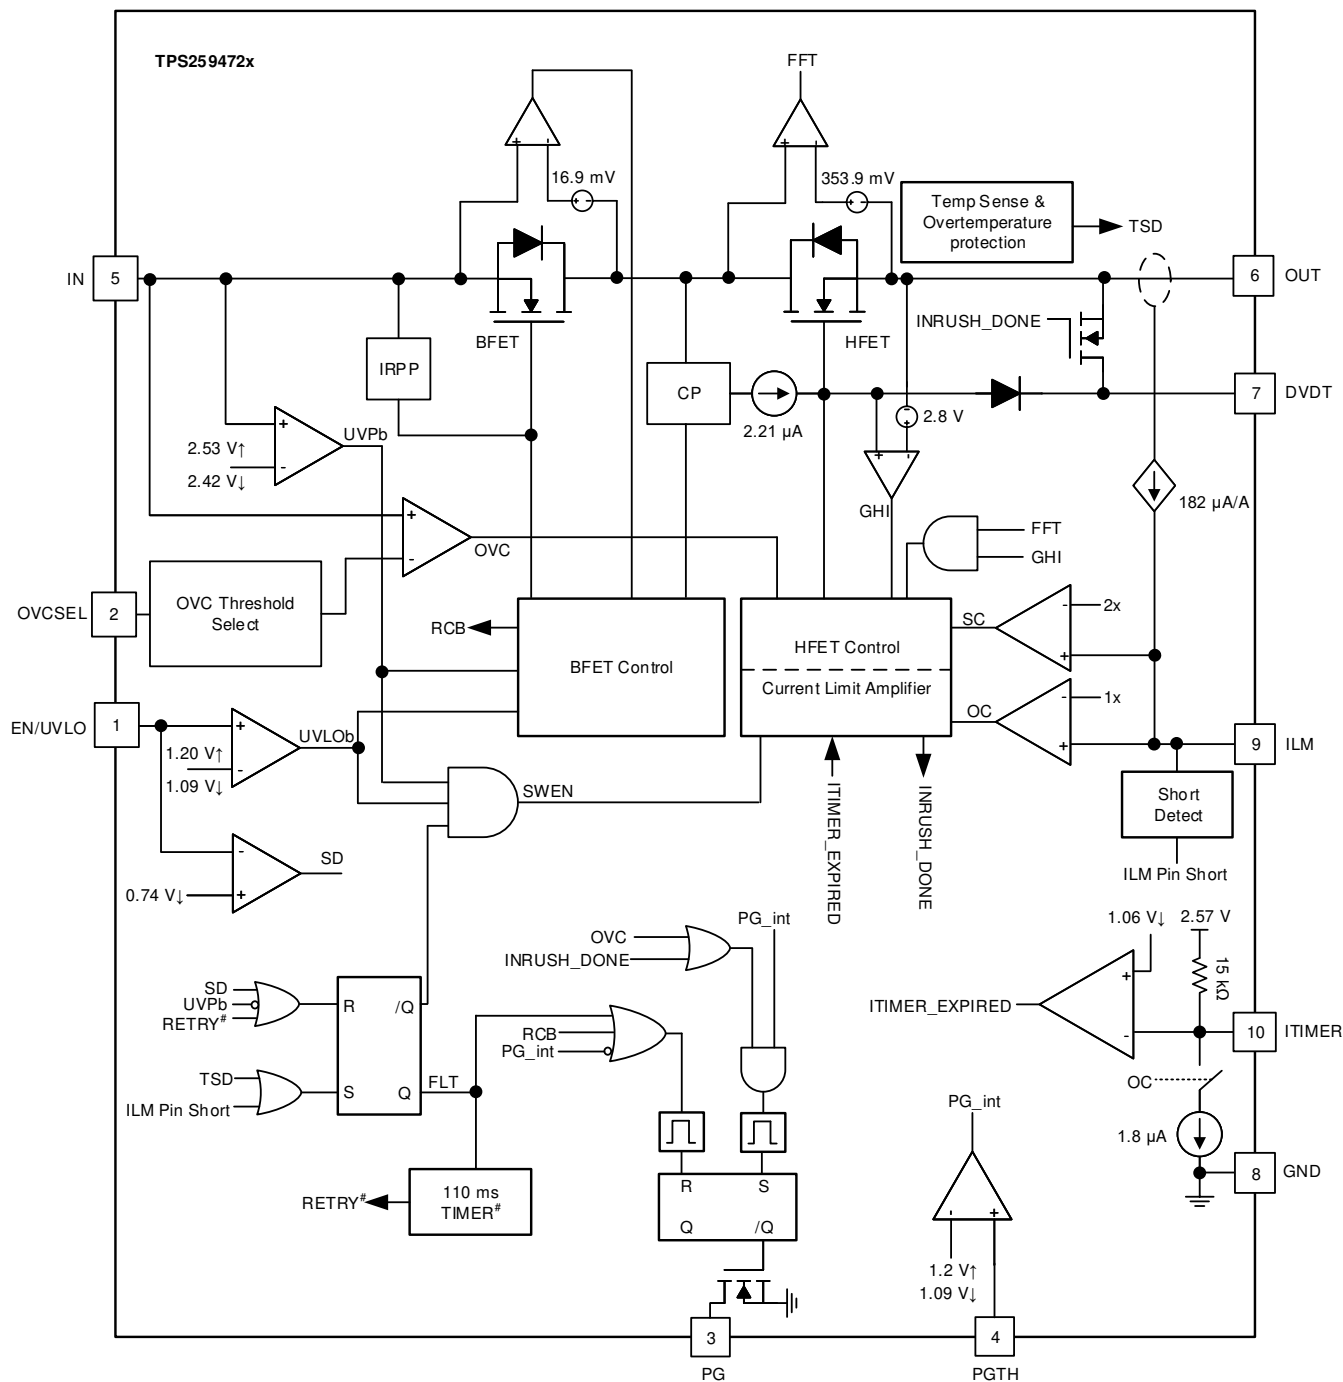 TPS259472x
FFT
16.9 mV
353.9 mV
Temp Sense &
Overtemperature
protection
TSD
IN
5
6
OUT
BFET
HFET
INRUSH_DONE
IRPP
CP
2.21 µA
2.8 V
7
DVDT
+
UVPb
2.53 V↑
-
2.42 V↓
GHI
182 µA/A
+
-
OVC
FFT
GHI
OVCSEL
2
OVC Threshold
Select
RCB
BFET Control
HFET Control
Current Limit Amplifier
SC
-
2x
+
OC
-
1x
+
EN/UVLO
1
+
UVLOb
1.20 V↑
-
1.09 V↓
9
ILM
SWEN
ITIMER_EXPIRED
INRUSH_DONE
Short
Detect
ILM Pin Short
-
SD
0.74 V↓
+
PG_int
OVC
INRUSH_DONE
1.06 V↓
2.57 V
15 kΩ
+
ITIMER_EXPIRED
-
10
ITIMER
SD
UVPb
RETRY#
R
/Q
RCB
PG_int
TSD
ILM Pin Short
S
Q
FLT
OC
1.8 µA
PG_int
8
GND
110 ms
TIMER#
RETRY#
R
S
Q
/Q
-
+
1.2 V↑
1.09 V↓
3
PG
4
PGTH